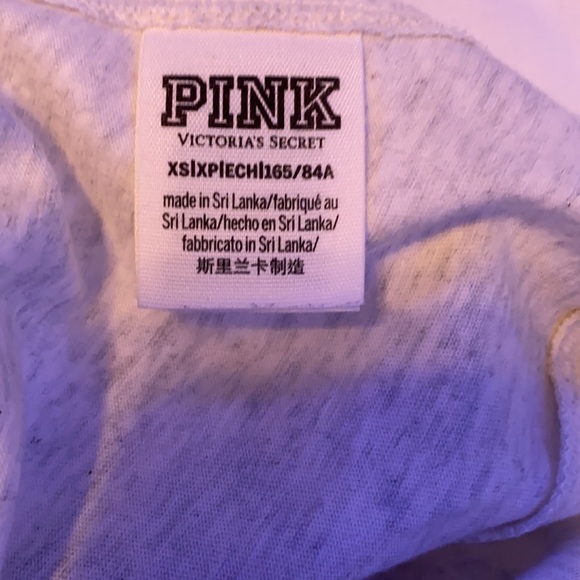 PINK
VICTORIA'S SECRET
XS|XP|ECH|165/84A
made in Sri Lanka/fabriqué au
Sri Lanka/hecho en Sri Lanka/
fabbricato in Sri Lanka/
斯里兰卡制造